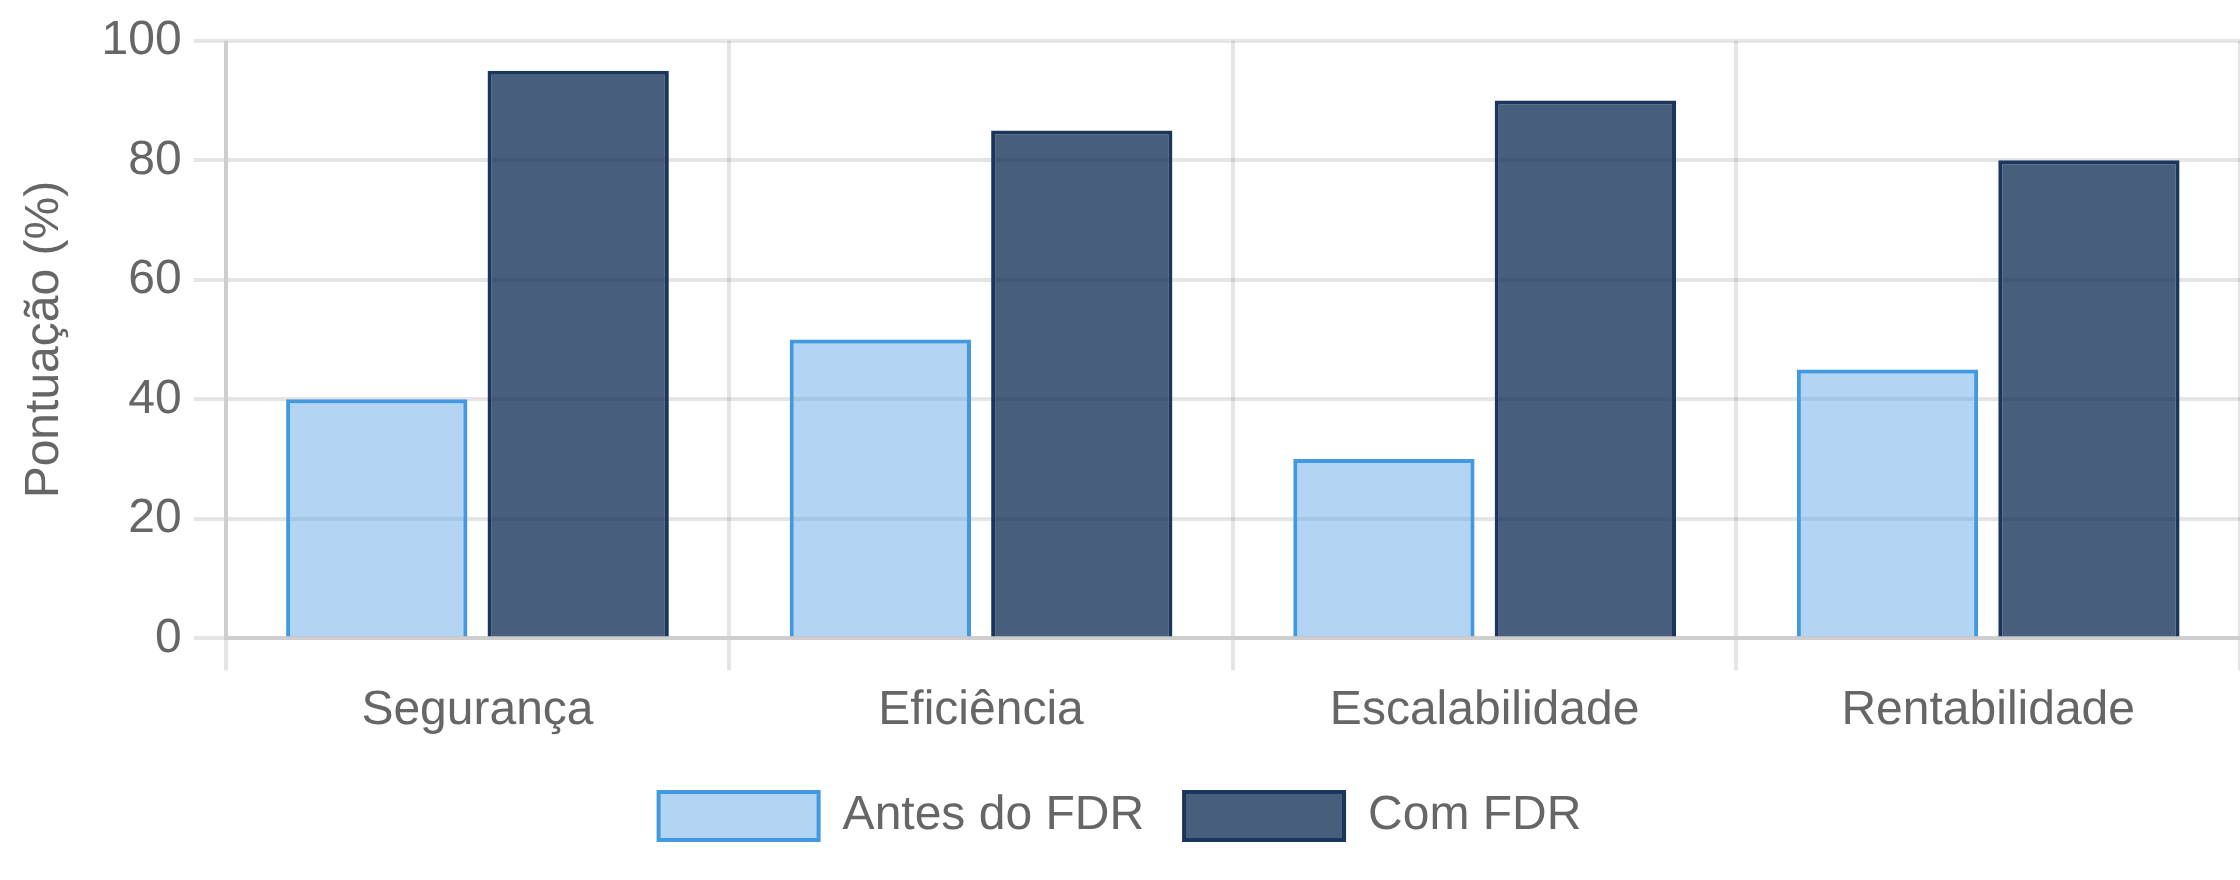 Pontuação (%)
100
80
60
40
20
0
Segurança
Eficiência
Escalabilidade
Rentabilidade
Antes do FDR
Com FDR